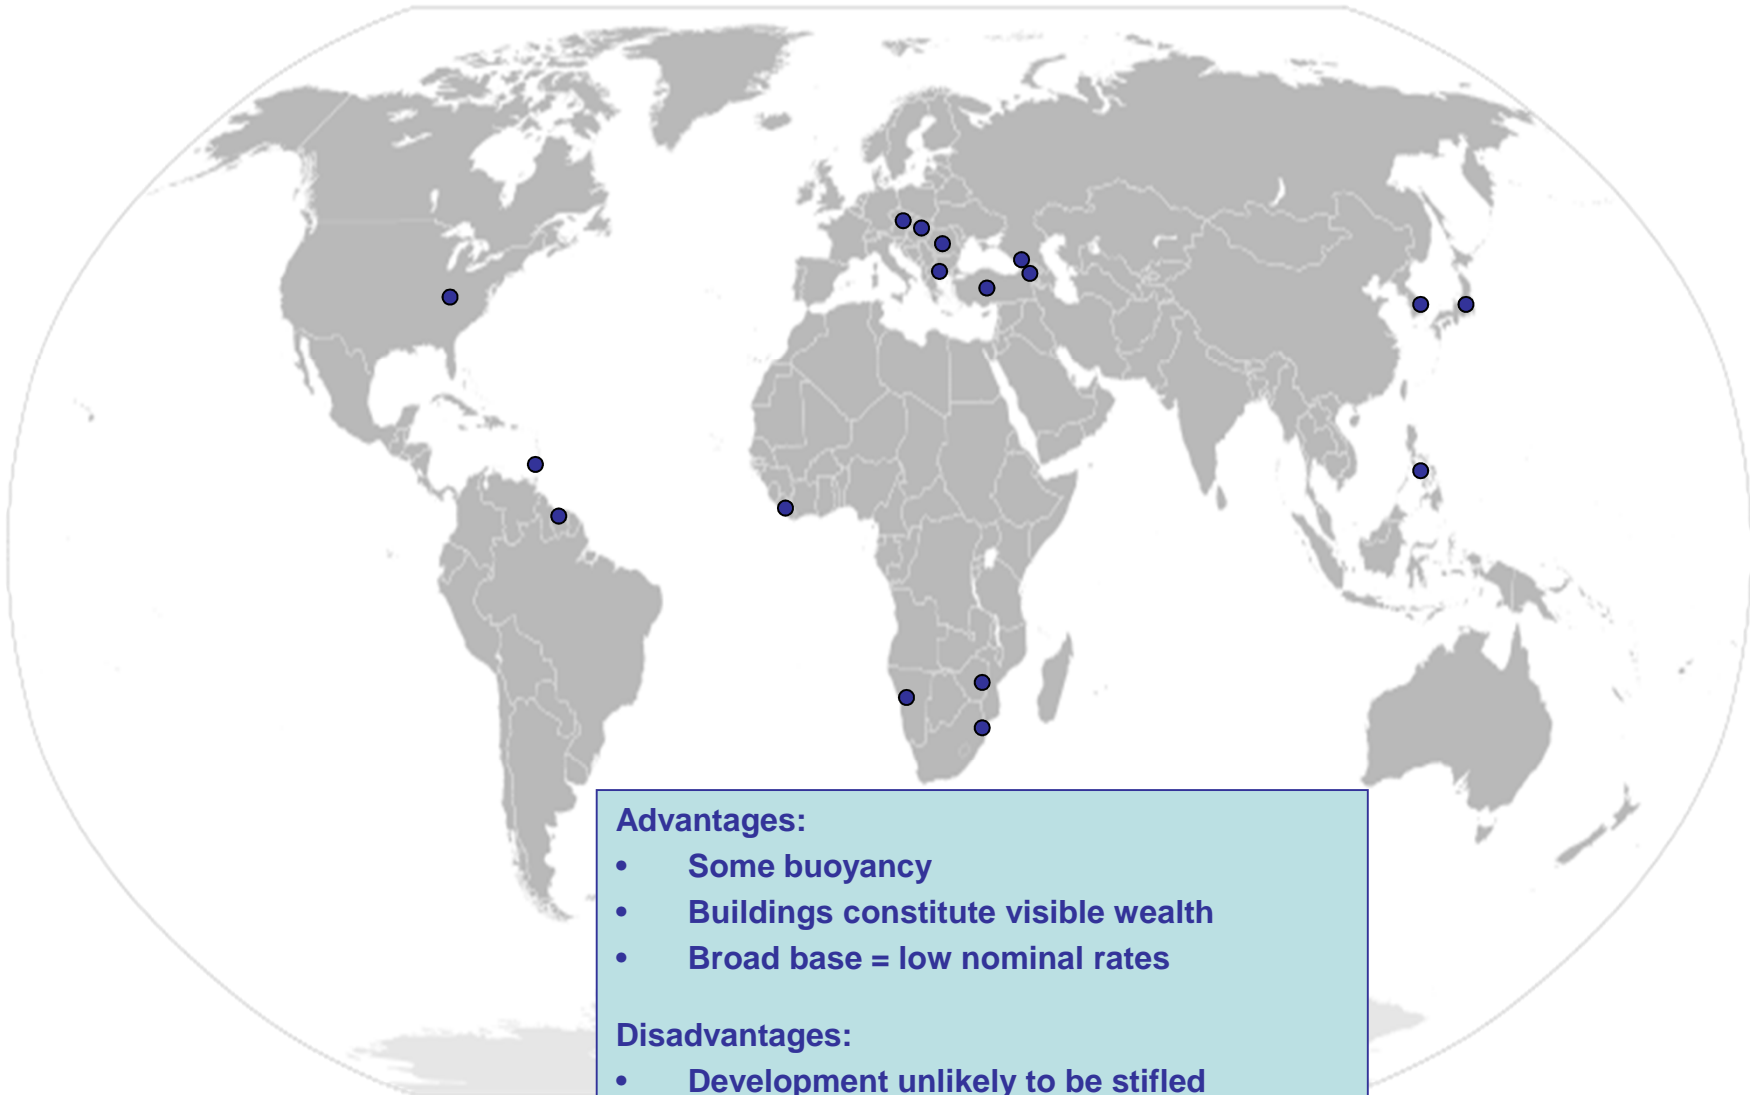 Advantages:
• Some buoyancy
• Buildings constitute visible wealth
• Broad base = low nominal rates
Disadvantages:
• Development unlikely to be stifled